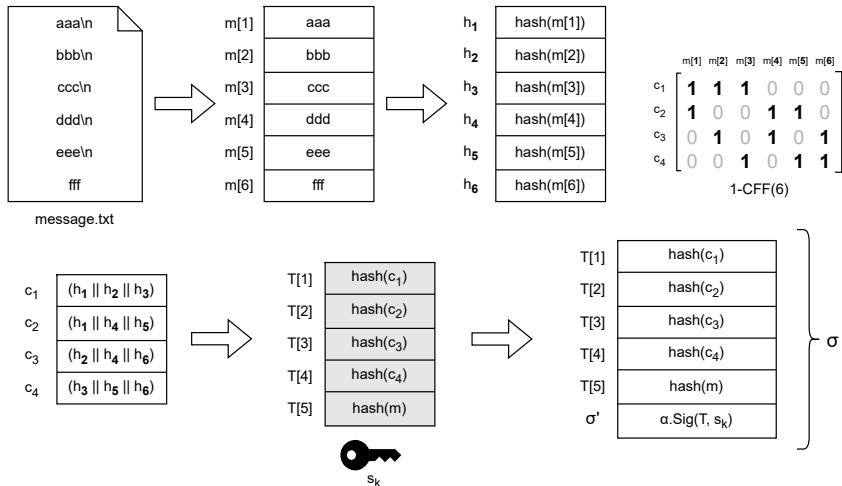 aaa\n
bbb\n
ccc\n
ddd\n
eee\n
fff
message.txt
m[1] aaa
m[2] bbb
m[3] ccc
m[4] ddd
m[5] eee
m[6] fff
h₁ hash(m[1])
h₂ hash(m[2])
h₃ hash(m[3])
h₄ hash(m[4])
h₅ hash(m[5])
h₆ hash(m[6])
m[1] m[2] m[3] m[4] m[5] m[6]
c₁ 1 1 1 0 0 0
c₂ 1 0 0 1 1 0
c₃ 0 1 0 1 0 1
c₄ 0 0 1 0 1 1
1-CFF(6)
c₁ (h₁ || h₂ || h₃)
c₂ (h₁ || h₄ || h₅)
c₃ (h₂ || h₄ || h₆)
c₄ (h₃ || h₅ || h₆)
T[1] hash(c₁)
T[2] hash(c₂)
T[3] hash(c₃)
T[4] hash(c₄)
T[5] hash(m)
sₖ
T[1] hash(c₁)
T[2] hash(c₂)
T[3] hash(c₃)
T[4] hash(c₄)
T[5] hash(m)
σ' α.Sig(T, sₖ)
σ